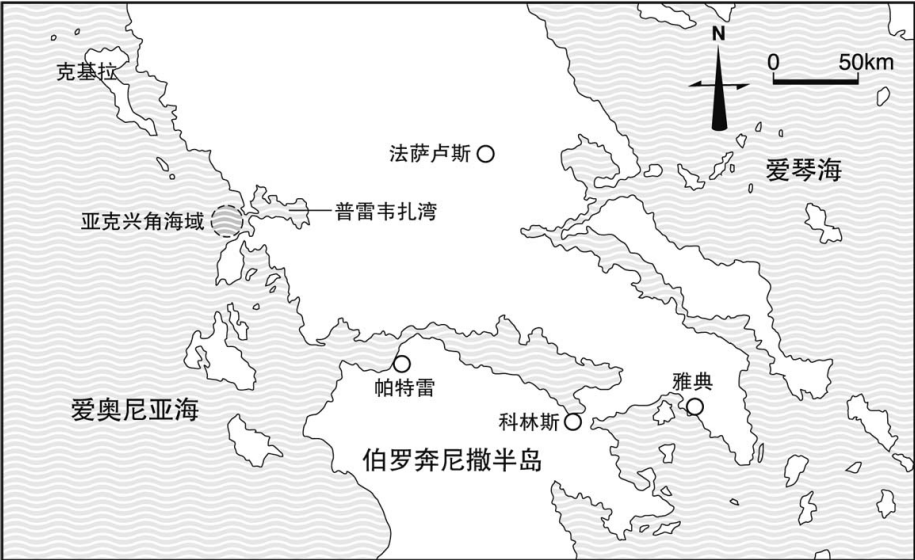 克基拉
N
0 50km
法萨卢斯
爱琴海
亚克兴角海域
普雷韦扎湾
帕特雷
雅典
爱奥尼亚海
科林斯
伯罗奔尼撒半岛